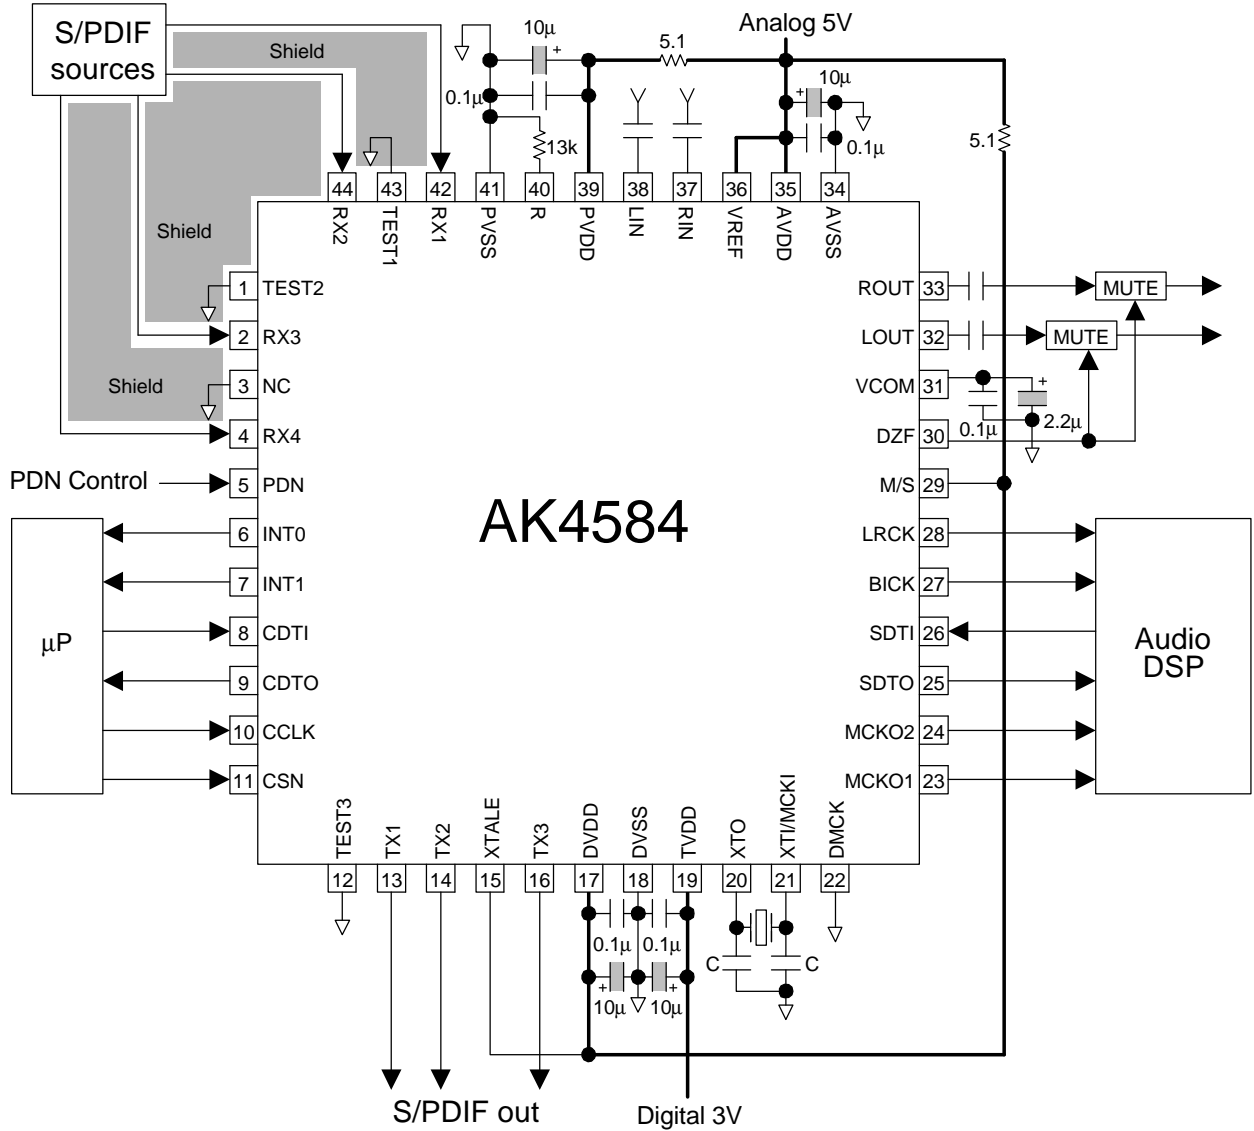 S/PDIF
sources
Shield
Analog 5V
10μ
+
5.1
10μ
+
0.1μ
13k
0.1μ
5.1
44 43 42 41 40 39 38 37 36 35 34
RX2
TEST1
RX1
PVSS
R
PVDD
LIN
RIN
VREF
AVDD
AVSS
Shield
1 TEST2
ROUT 33
MUTE
2 RX3
LOUT 32
MUTE
Shield
3 NC
VCOM 31
+
0.1μ
2.2μ
4 RX4
DZF 30
PDN Control
5 PDN
M/S 29
AK4584
6 INT0
LRCK 28
7 INT1
BICK 27
μP
8 CDTI
SDTI 26
Audio
DSP
9 CDTO
SDTO 25
10 CCLK
MCKO2 24
11 CSN
MCKO1 23
TEST3
TX1
TX2
XTALE
TX3
DVDD
DVSS
TVDD
XTO
XTI/MCKI
DMCK
12 13 14 15 16 17 18 19 20 21 22
0.1μ
0.1μ
C
C
+
+
10μ
10μ
S/PDIF out
Digital 3V